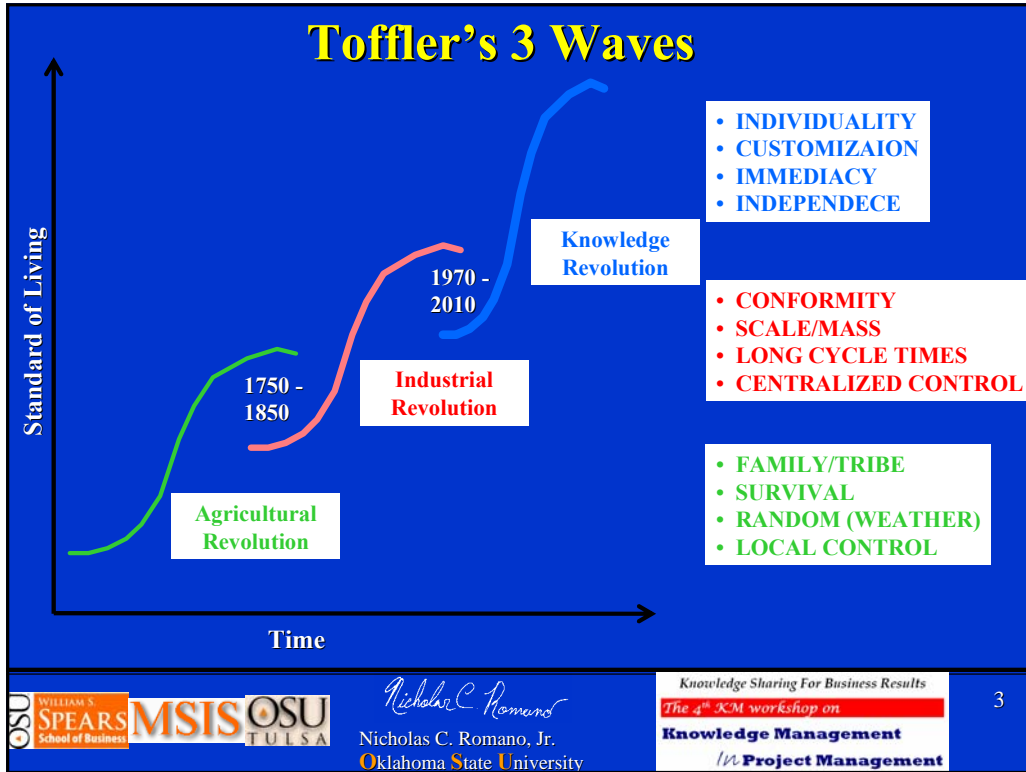 Toffler's 3 Waves
Standard of Living
• INDIVIDUALITY
• CUSTOMIZAION
• IMMEDIACY
• INDEPENDECE
Knowledge
Revolution
1970 -
2010
• CONFORMITY
• SCALE/MASS
• LONG CYCLE TIMES
• CENTRALIZED CONTROL
Industrial
Revolution
1750 -
1850
• FAMILY/TRIBE
• SURVIVAL
• RANDOM (WEATHER)
• LOCAL CONTROL
Agricultural
Revolution
Time
OSU
WILLIAM S.
SPEARS
School of Business
MSIS
OSU
TULSA
Nicholas C. Romano
Nicholas C. Romano, Jr.
Oklahoma State University
Knowledge Sharing For Business Results
The 4th KM workshop on
Knowledge Management
In Project Management
3